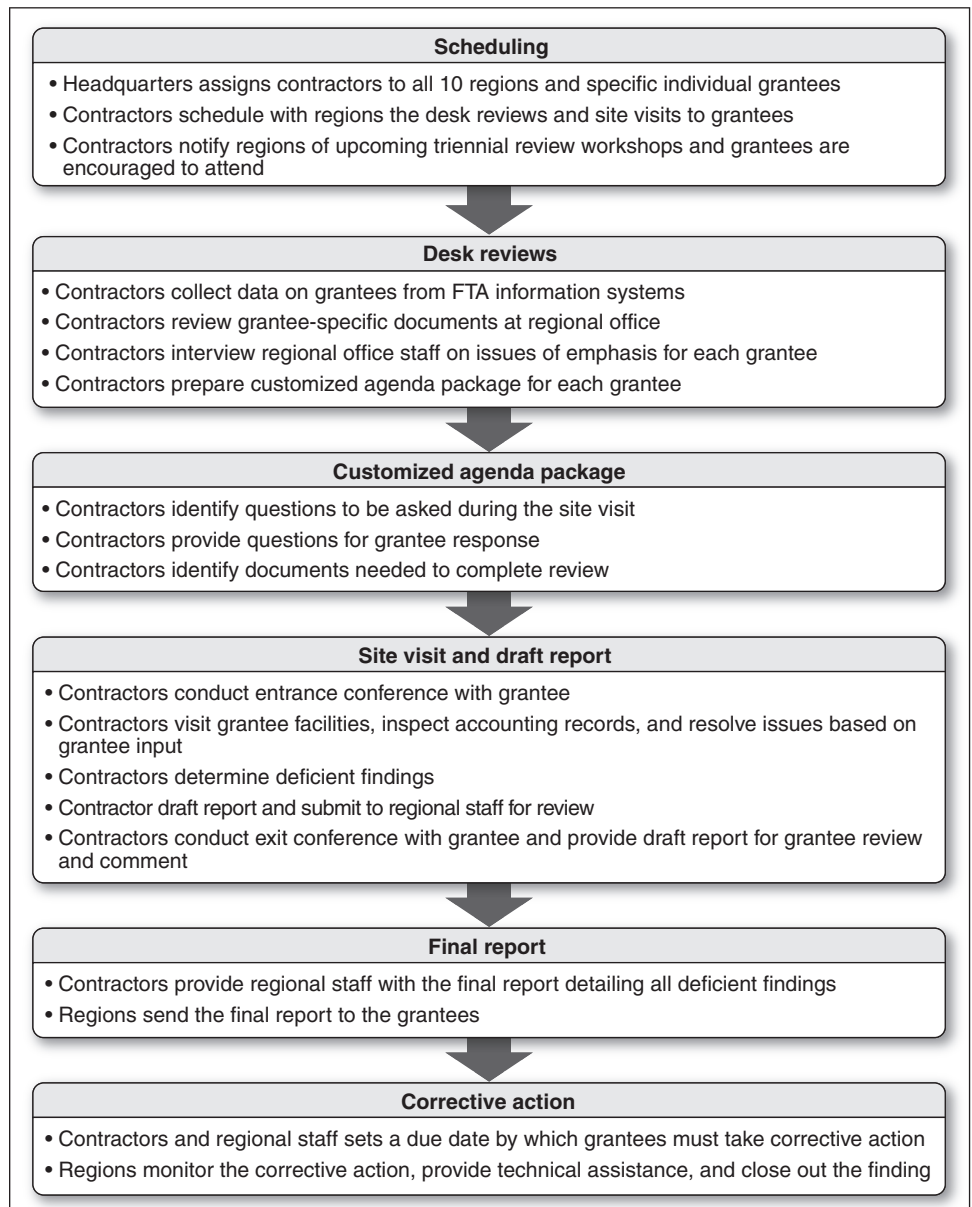 Scheduling
• Headquarters assigns contractors to all 10 regions and specific individual grantees
• Contractors schedule with regions the desk reviews and site visits to grantees
• Contractors notify regions of upcoming triennial review workshops and grantees are
encouraged to attend
Desk reviews
• Contractors collect data on grantees from FTA information systems
• Contractors review grantee-specific documents at regional office
• Contractors interview regional office staff on issues of emphasis for each grantee
• Contractors prepare customized agenda package for each grantee
Customized agenda package
• Contractors identify questions to be asked during the site visit
• Contractors provide questions for grantee response
• Contractors identify documents needed to complete review
Site visit and draft report
• Contractors conduct entrance conference with grantee
• Contractors visit grantee facilities, inspect accounting records, and resolve issues based on
grantee input
• Contractors determine deficient findings
• Contractor draft report and submit to regional staff for review
• Contractors conduct exit conference with grantee and provide draft report for grantee review
and comment
Final report
• Contractors provide regional staff with the final report detailing all deficient findings
• Regions send the final report to the grantees
Corrective action
• Contractors and regional staff sets a due date by which grantees must take corrective action
• Regions monitor the corrective action, provide technical assistance, and close out the finding